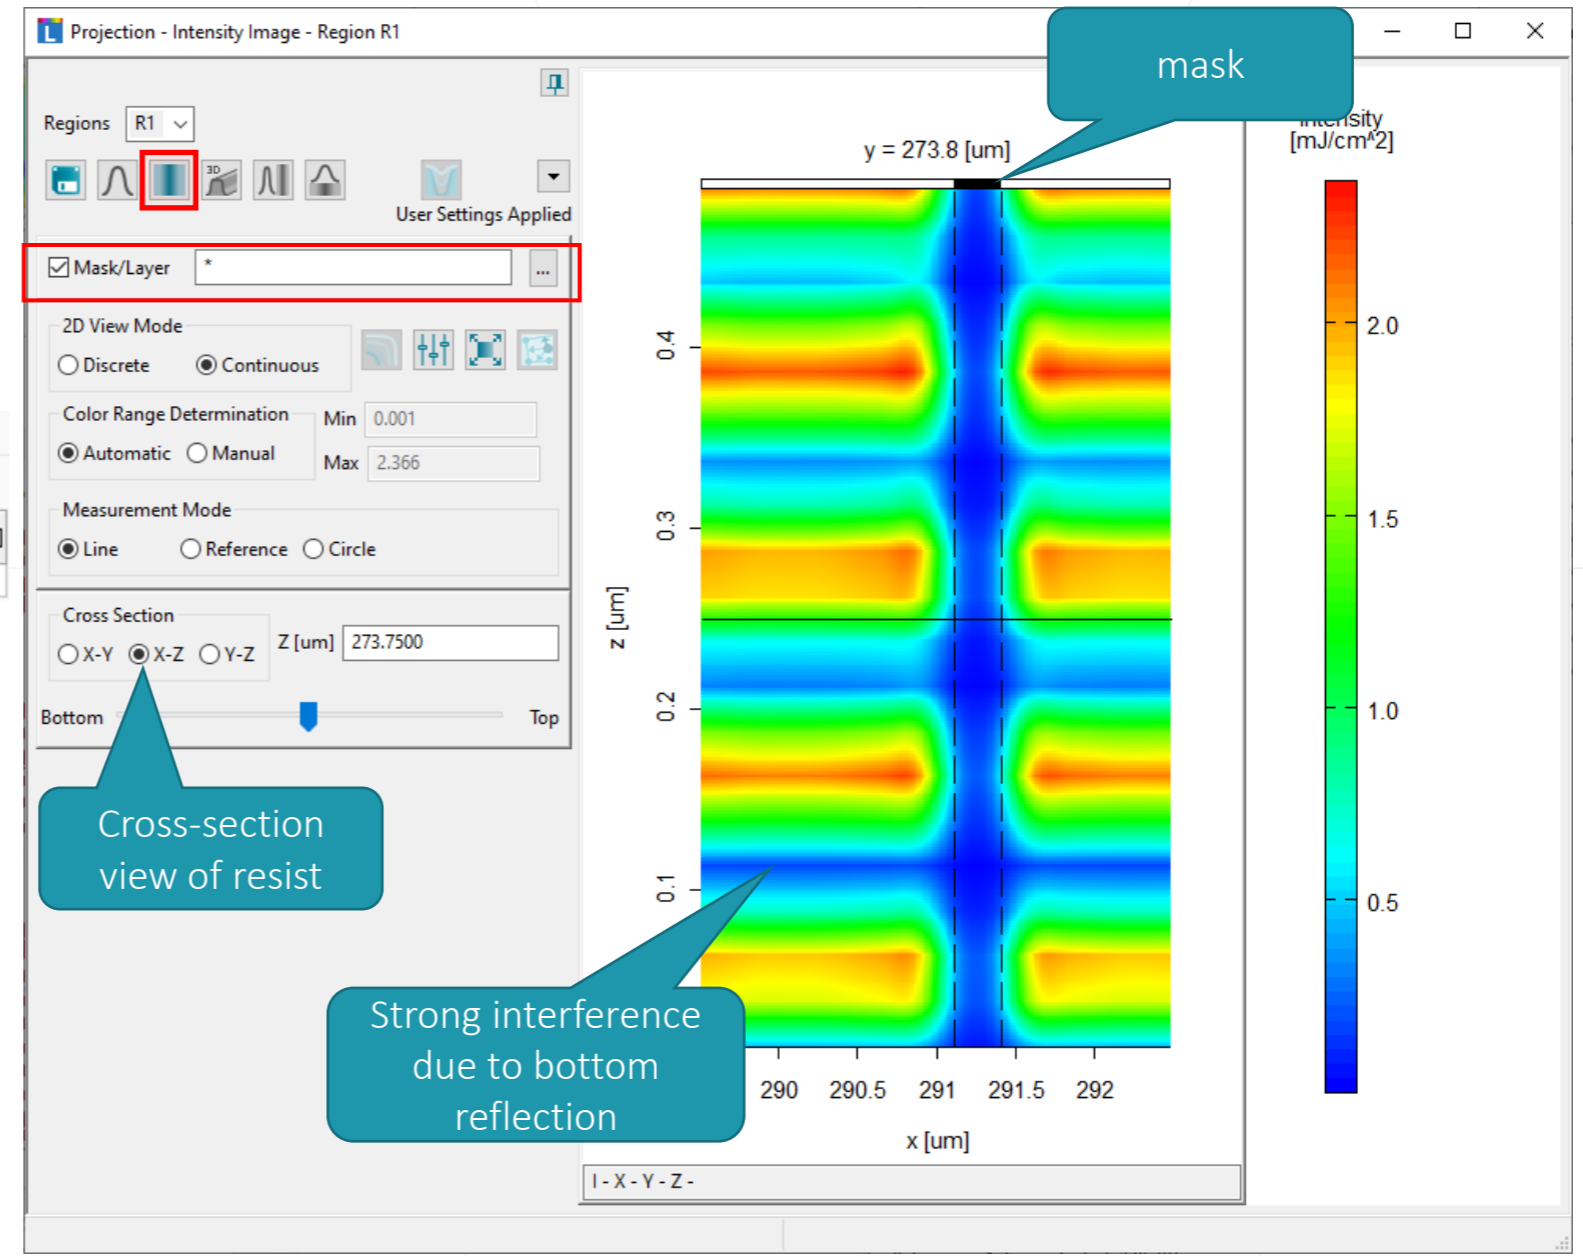 Projection - Intensity Image - Region R1
mask
Regions R1
3D
User Settings Applied
Mask/Layer *
...
2D View Mode
Discrete Continuous
Color Range Determination
Automatic Manual
Min 0.001
Max 2.366
Measurement Mode
Line Reference Circle
Cross Section
X-Y X-Z Y-Z
Z [um] 273.7500
Bottom Top
Cross-section
view of resist
Strong interference
due to bottom
reflection
y = 273.8 [um]
z [um]
0.4
0.3
0.2
0.1
290 290.5 291 291.5 292
x [um]
I - X - Y - Z -
Intensity
[mJ/cm^2]
2.0
1.5
1.0
0.5